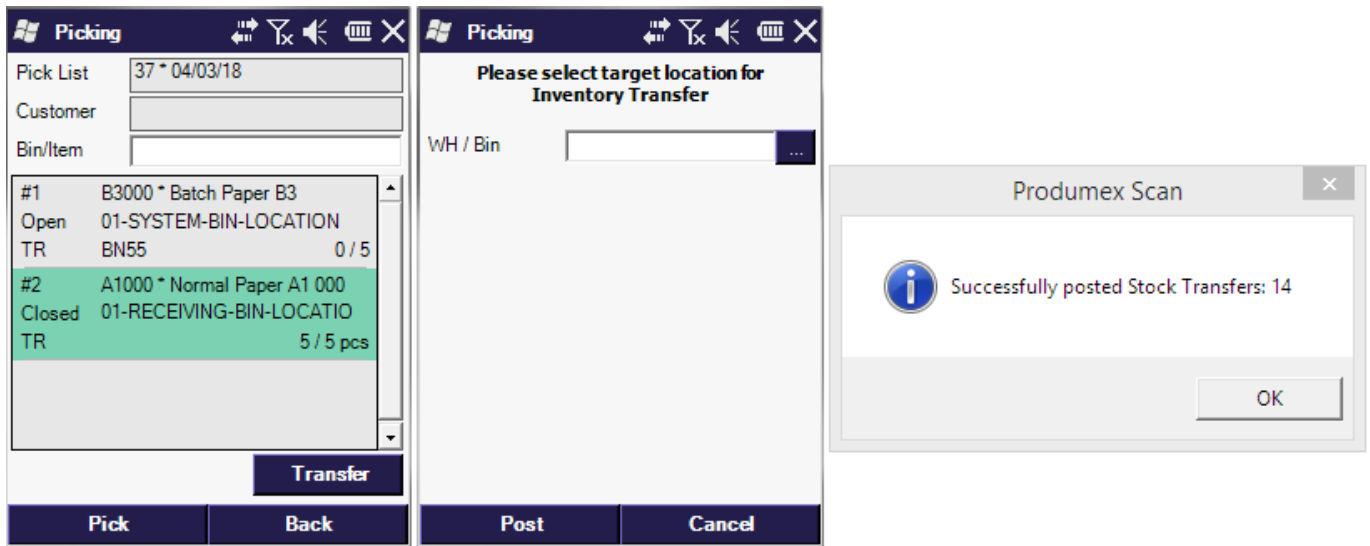 Picking
Pick List 37 * 04/03/18
Customer
Bin/Item
#1 B3000 * Batch Paper B3
Open 01-SYSTEM-BIN-LOCATION
TR BN55 0 / 5
#2 A1000 * Normal Paper A1 000
Closed 01-RECEIVING-BIN-LOCATIO
TR 5 / 5 pcs
Transfer
Pick Back
Picking
Please select target location for
Inventory Transfer
WH / Bin ...
Post Cancel
Produmex Scan
Successfully posted Stock Transfers: 14
OK